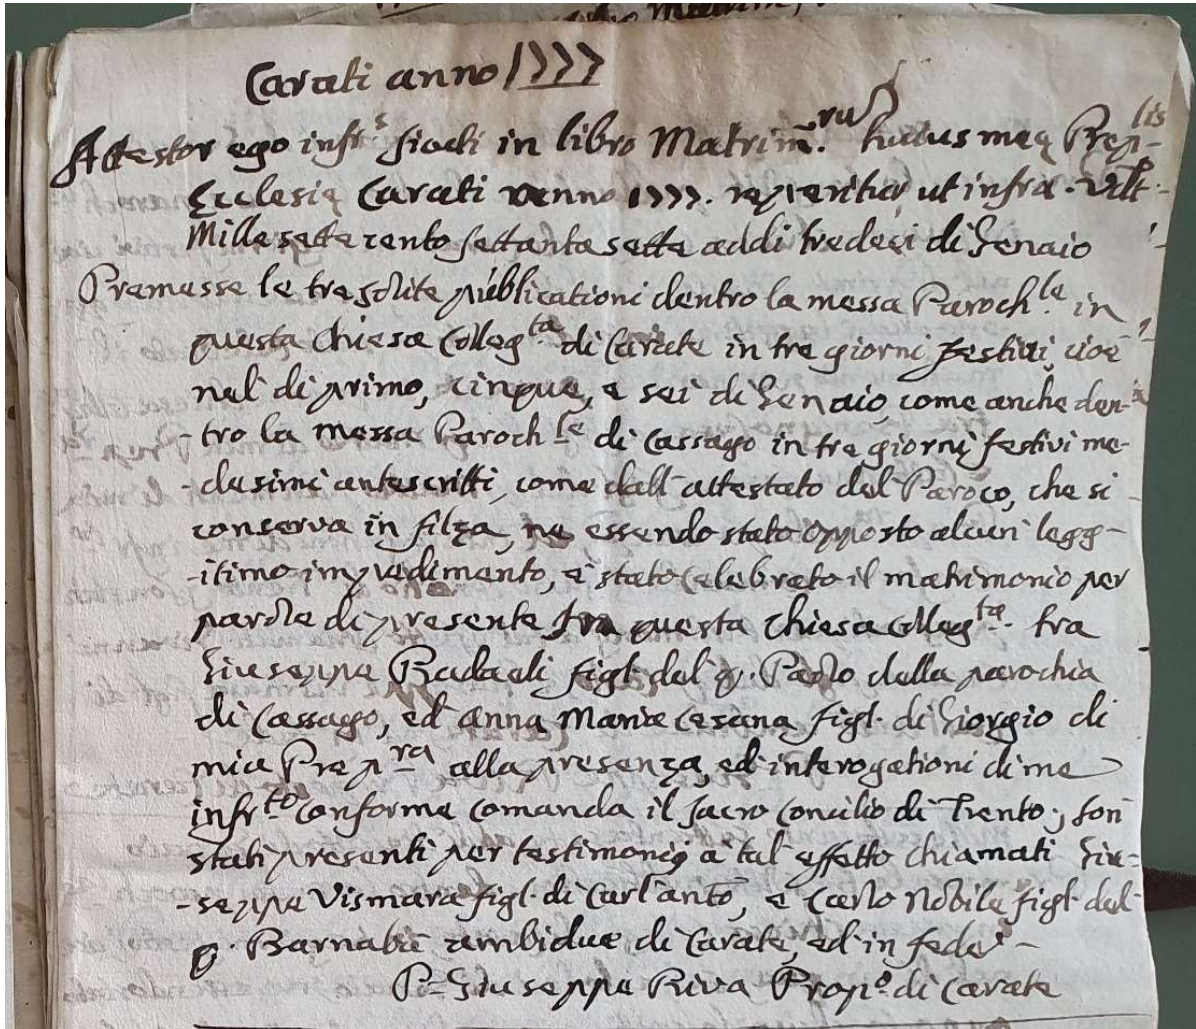 Carati anno 1777
Attestor ego infr.s sicuti in libro Matrim.rum huius meę Prep.lis
Ecclesię Carati anno 1777. reperitur ut infra. Vdt.
Mille sette cento settanta sette addi tredeci di Genaio
Premesse le tre solite publicationi dentro la messa Paroch.le in
questa Chiesa Colleg.ta di Carate in tre giorni festivi cioè
nel di primo, cinque, e sei di Genaio, come anche den-
-tro la messa Paroch.le di Cassago in tre giorni festivi me-
-desimi antescritti, come dall'attestato del Paroco, che si
conserva in filza, ne essendo stato opposto alcun legg-
-itimo impedimento, è stato celebrato il matrimonio per
parole di presente in questa Chiesa Colleg.ta tra
Giuseppe Radaeli figl. del q. Paolo della parochia
di Cassago, ed Anna Maria Cesana figl. di Giorgio di
mia Prep.ra alla presenza, ed interogationi di me
infr.to conforme comanda il Sacro Concilio di Trento; son
stati presenti per testimonij a tal effetto chiamati Giu-
-seppe Vismara figl. di Carl'anto, e Carlo Nobile figl. del
q. Barnaba ambidue di Carate, ed in fede
P. Giuseppe Riva Prop.o di Carate